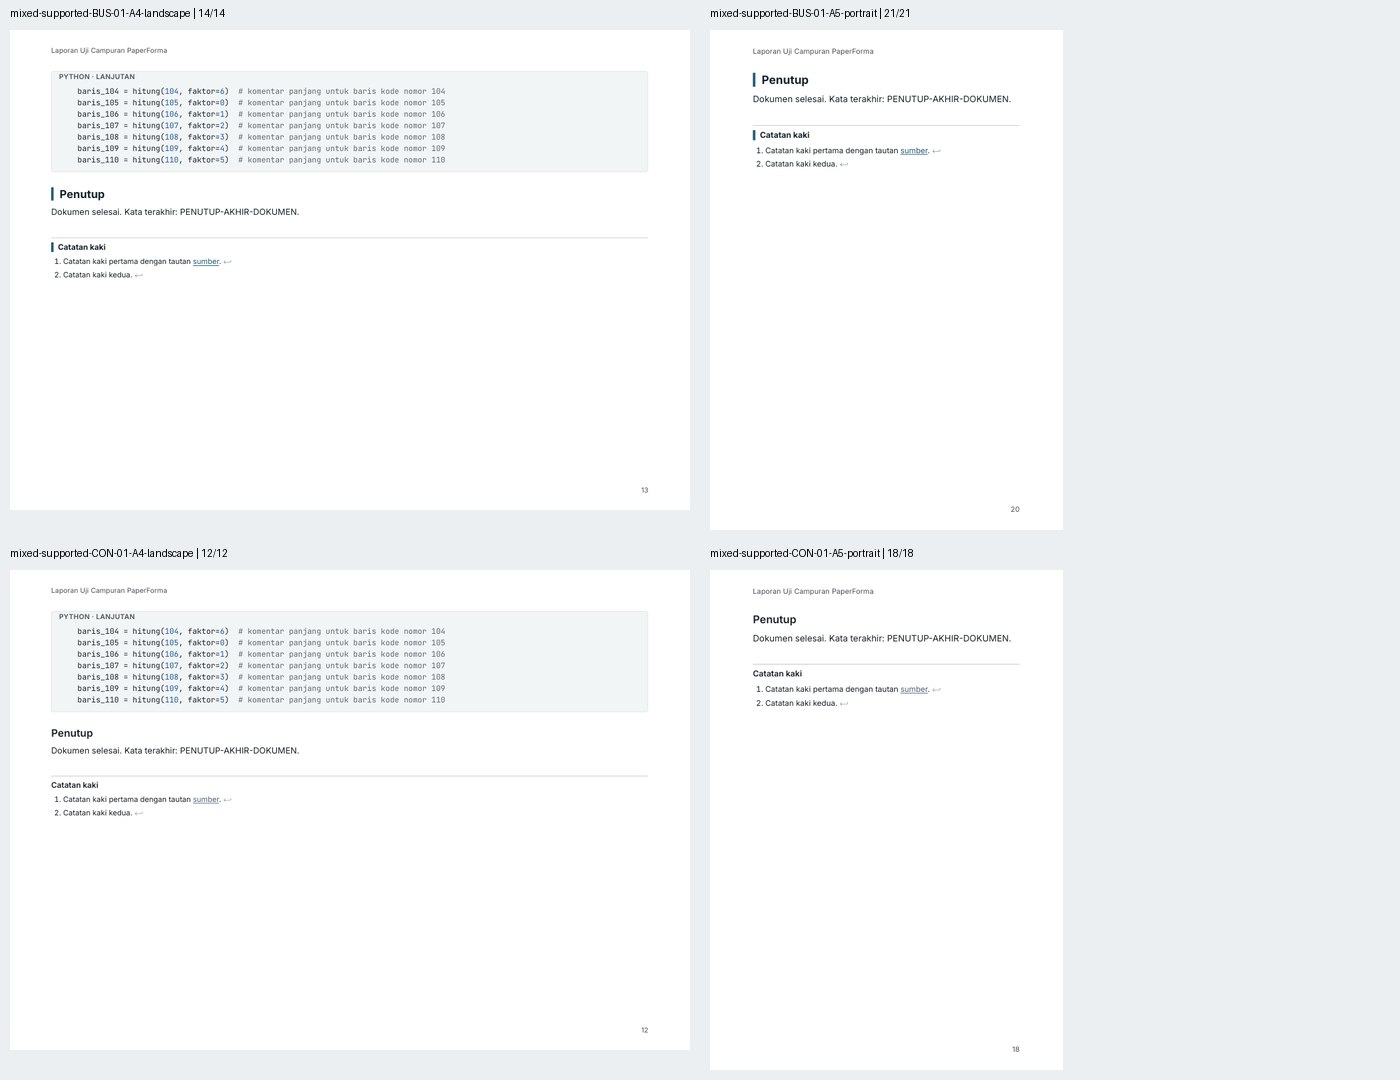 mixed-supported-BUS-01-A4-landscape | 14/14
Laporan Uji Campuran PaperForma
PYTHON · LANJUTAN
baris_104 = hitung(104, faktor=6)  # komentar panjang untuk baris kode nomor 104
baris_105 = hitung(105, faktor=0)  # komentar panjang untuk baris kode nomor 105
baris_106 = hitung(106, faktor=1)  # komentar panjang untuk baris kode nomor 106
baris_107 = hitung(107, faktor=2)  # komentar panjang untuk baris kode nomor 107
baris_108 = hitung(108, faktor=3)  # komentar panjang untuk baris kode nomor 108
baris_109 = hitung(109, faktor=4)  # komentar panjang untuk baris kode nomor 109
baris_110 = hitung(110, faktor=5)  # komentar panjang untuk baris kode nomor 110
Penutup
Dokumen selesai. Kata terakhir: PENUTUP-AKHIR-DOKUMEN.
Catatan kaki
1. Catatan kaki pertama dengan tautan sumber. ↩
2. Catatan kaki kedua. ↩
13
mixed-supported-BUS-01-A5-portrait | 21/21
Laporan Uji Campuran PaperForma
Penutup
Dokumen selesai. Kata terakhir: PENUTUP-AKHIR-DOKUMEN.
Catatan kaki
1. Catatan kaki pertama dengan tautan sumber. ↩
2. Catatan kaki kedua. ↩
20
mixed-supported-CON-01-A4-landscape | 12/12
Laporan Uji Campuran PaperForma
PYTHON · LANJUTAN
baris_104 = hitung(104, faktor=6)  # komentar panjang untuk baris kode nomor 104
baris_105 = hitung(105, faktor=0)  # komentar panjang untuk baris kode nomor 105
baris_106 = hitung(106, faktor=1)  # komentar panjang untuk baris kode nomor 106
baris_107 = hitung(107, faktor=2)  # komentar panjang untuk baris kode nomor 107
baris_108 = hitung(108, faktor=3)  # komentar panjang untuk baris kode nomor 108
baris_109 = hitung(109, faktor=4)  # komentar panjang untuk baris kode nomor 109
baris_110 = hitung(110, faktor=5)  # komentar panjang untuk baris kode nomor 110
Penutup
Dokumen selesai. Kata terakhir: PENUTUP-AKHIR-DOKUMEN.
Catatan kaki
1. Catatan kaki pertama dengan tautan sumber. ↩
2. Catatan kaki kedua. ↩
12
mixed-supported-CON-01-A5-portrait | 18/18
Laporan Uji Campuran PaperForma
Penutup
Dokumen selesai. Kata terakhir: PENUTUP-AKHIR-DOKUMEN.
Catatan kaki
1. Catatan kaki pertama dengan tautan sumber. ↩
2. Catatan kaki kedua. ↩
18